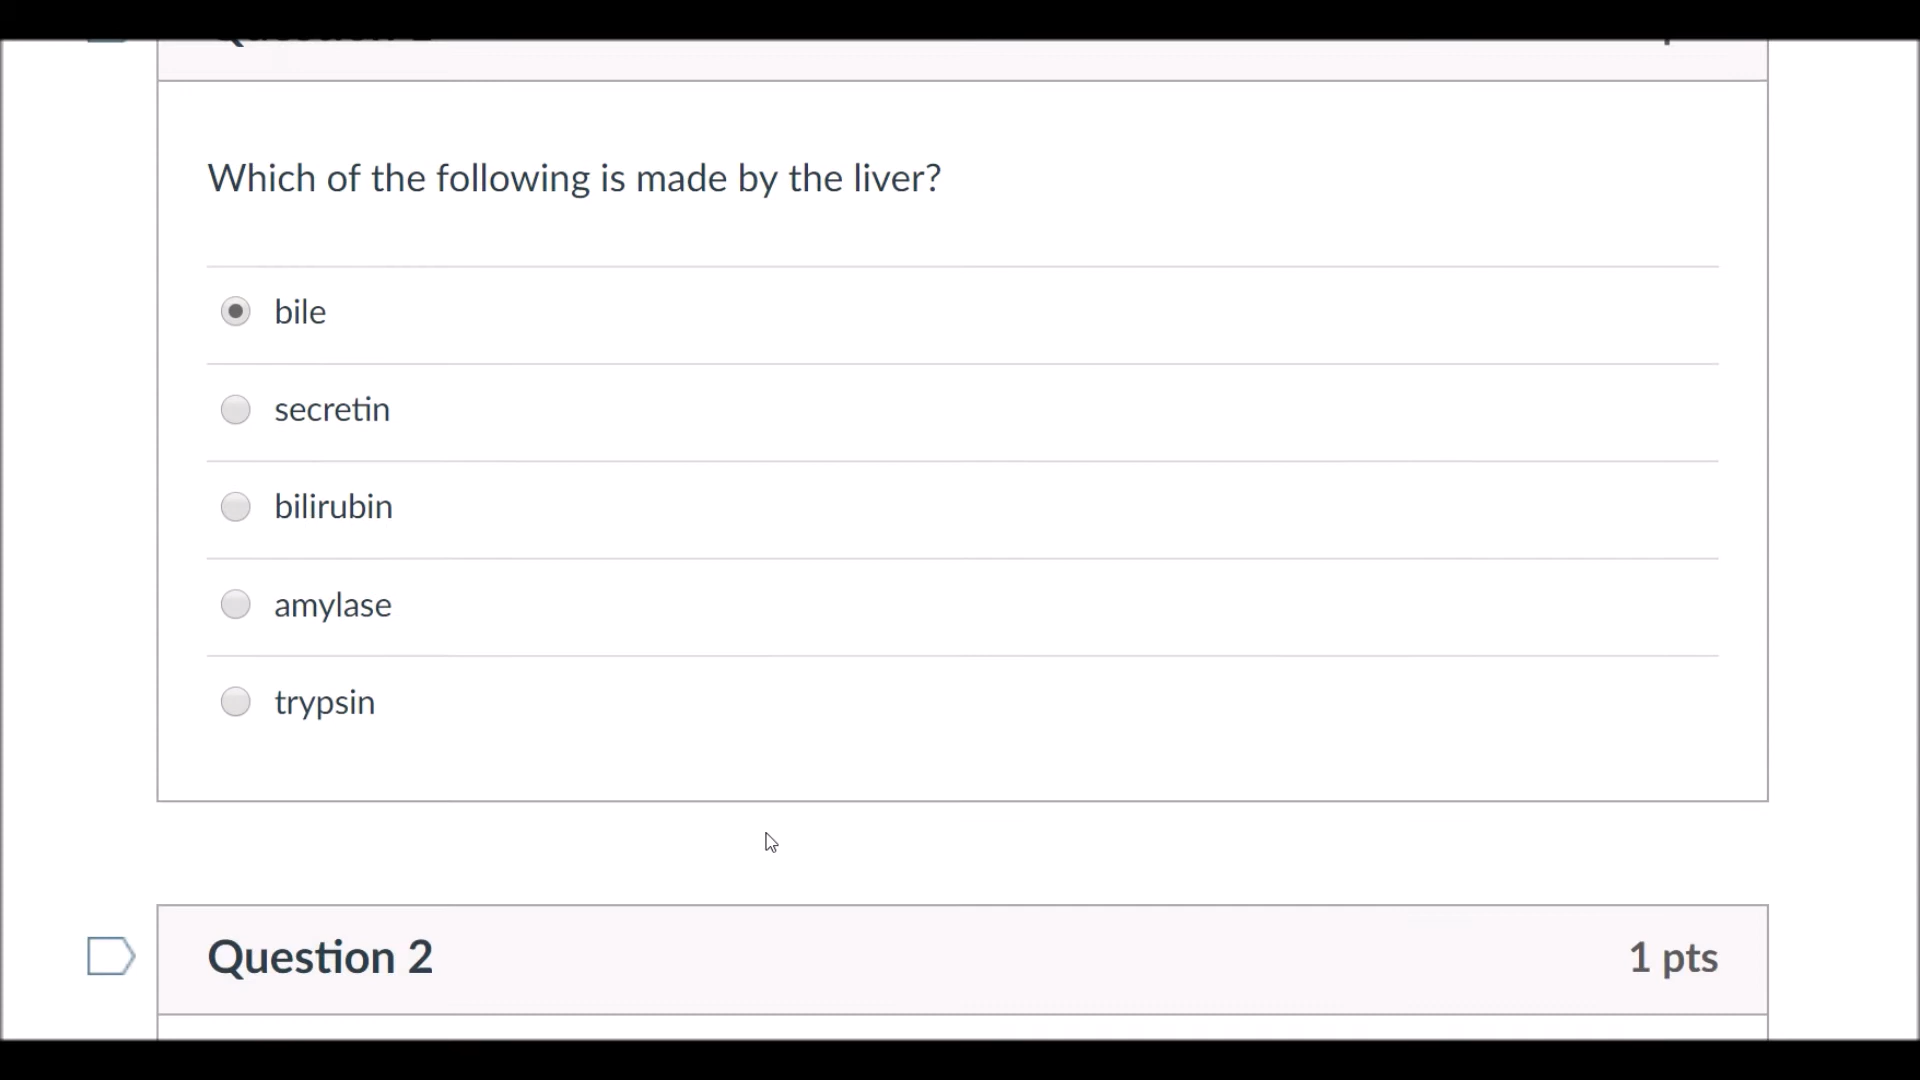 Which of the following is made by the liver?
bile
secretin
bilirubin
amylase
trypsin
Question 2
1 pts